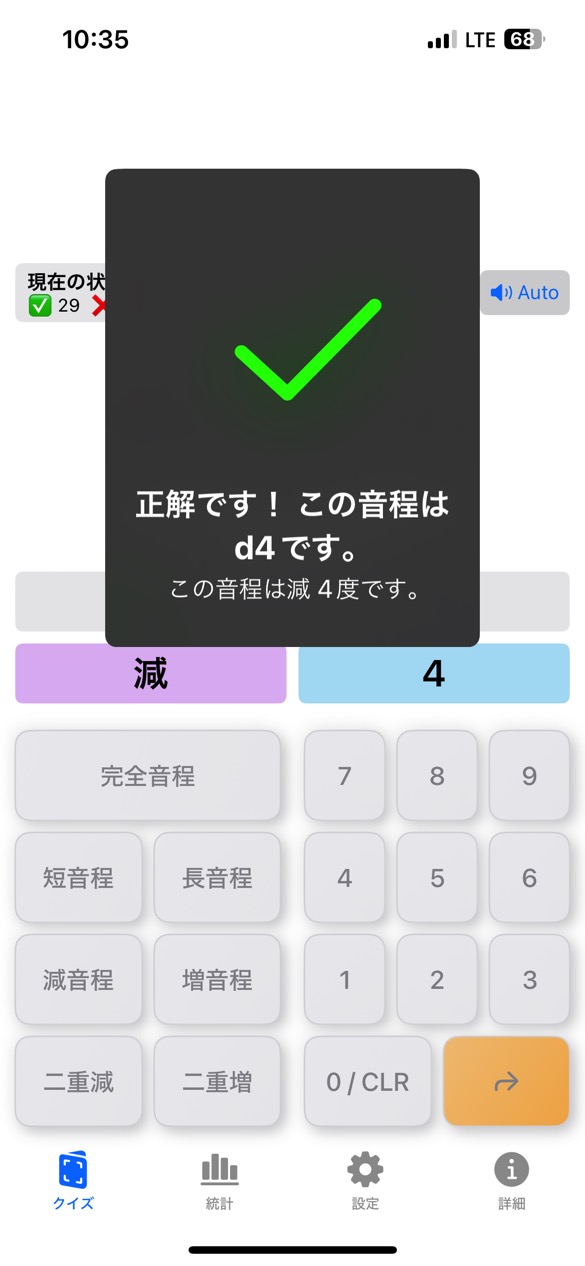 10:35
LTE 68
現在の状
✅ 29 ❌
Auto
正解です！ この音程は
d4 です。
この音程は減 4 度です。
減 4
完全音程 7 8 9
短音程 長音程 4 5 6
減音程 増音程 1 2 3
二重減 二重増 0 / CLR
クイズ 統計 設定 詳細